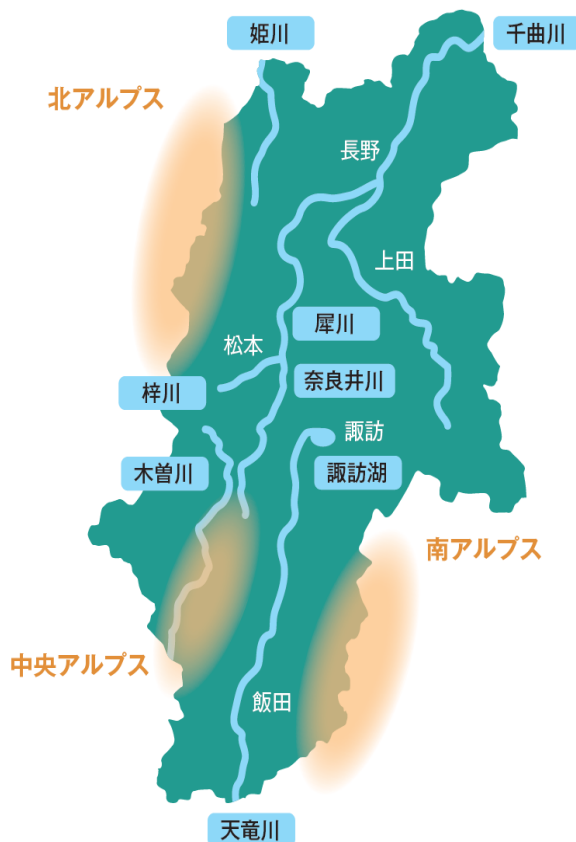 姫川
千曲川
北アルプス
長野
上田
犀川
松本
奈良井川
梓川
諏訪
木曽川
諏訪湖
南アルプス
中央アルプス
飯田
天竜川